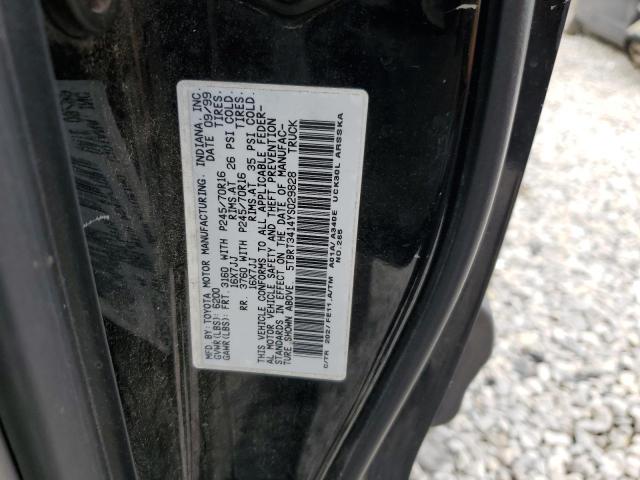 MFD.BY:TOYOTA MOTOR MANUFACTURING, INDIANA, INC.
GVWR(LBS): 6200 DATE 09/99
GAWR(LBS): FRT 3160 WITH P245/70R16 TIRES.
16X7JJ RIMS.AT 26 PSI COLD.
RR. 3760 WITH P245/70R16 TIRES.
16X7JJ RIMS.AT 35 PSI COLD.
THIS VEHICLE CONFORMS TO ALL APPLICABLE FEDER-
AL MOTOR VEHICLE SAFETY AND THEFT PREVENTION
STANDARDS IN EFFECT ON THE DATE OF MANUFAC-
TURE SHOWN ABOVE. 5TBRT3414YS029828 TRUCK
C/TR 202/FE11.A/TM A01A/A340E UCK30L ARSSKA
NO.265